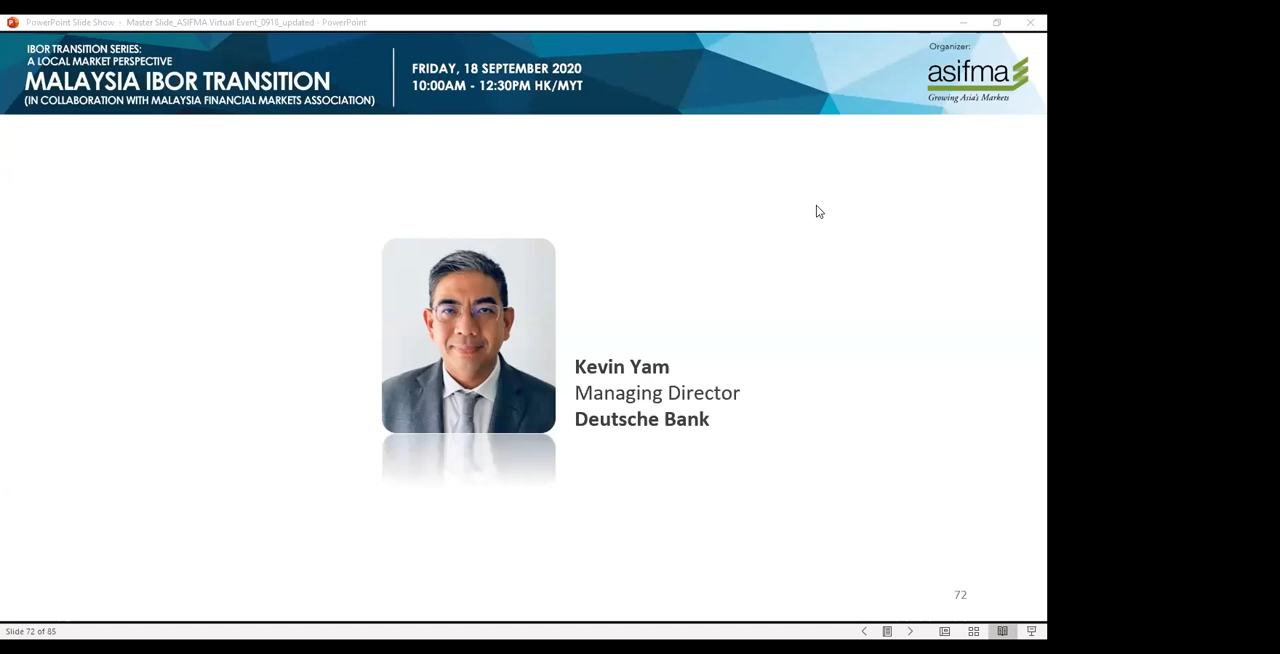 PowerPoint Slide Show - Master Slide_ASIFMA Virtual Event_0918_updated - PowerPoint
IBOR TRANSITION SERIES:
A LOCAL MARKET PERSPECTIVE
MALAYSIA IBOR TRANSITION
(IN COLLABORATION WITH MALAYSIA FINANCIAL MARKETS ASSOCIATION)
FRIDAY, 18 SEPTEMBER 2020
10:00AM - 12:30PM HK/MYT
Organizer:
asifma
Growing Asia's Markets
Kevin Yam
Managing Director
Deutsche Bank
72
Slide 72 of 85